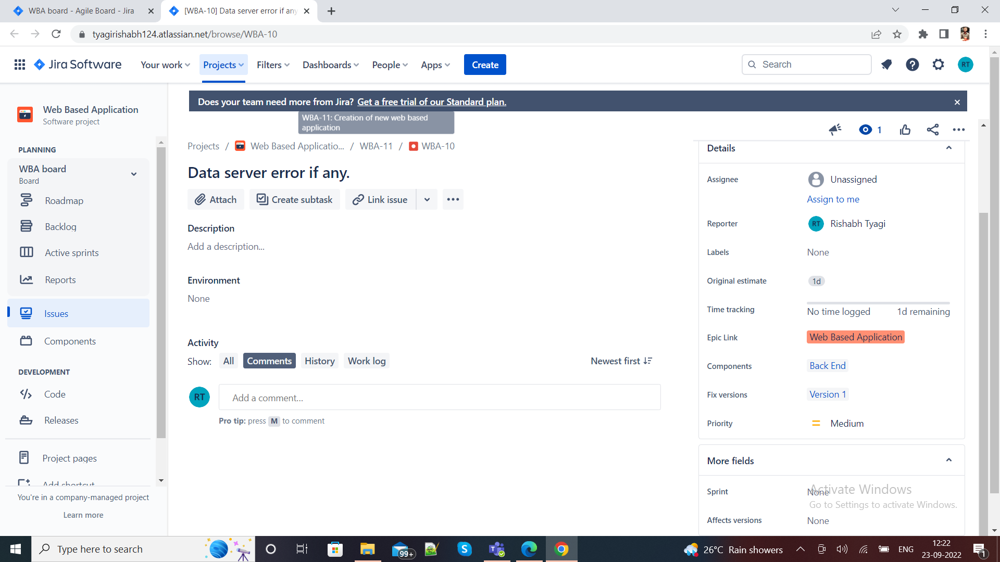 WBA board - Agile Board - Jira
[WBA-10] Data server error if any
tyagirishabh124.atlassian.net/browse/WBA-10
Jira Software
Your work
Projects
Filters
Dashboards
People
Apps
Create
Search
RT
Does your team need more from Jira? Get a free trial of our Standard plan.
WBA-11: Creation of new web based
application
Web Based Application
Software project
PLANNING
WBA board
Board
Roadmap
Backlog
Active sprints
Reports
Issues
Components
DEVELOPMENT
Code
Releases
Project pages
Add shortcut
You're in a company-managed project
Learn more
Projects / Web Based Applicatio... / WBA-11 / WBA-10
Data server error if any.
Attach
Create subtask
Link issue
Description
Add a description...
Environment
None
Activity
Show:
All
Comments
History
Work log
Newest first
RT
Add a comment...
Pro tip: press M to comment
1
Details
Assignee
Unassigned
Assign to me
Reporter
RT
Rishabh Tyagi
Labels
None
Original estimate
1d
Time tracking
No time logged
1d remaining
Epic Link
Web Based Application
Components
Back End
Fix versions
Version 1
Priority
Medium
More fields
Sprint
None
Affects versions
None
Activate Windows
Go to Settings to activate Windows.
Type here to search
99+
26°C Rain showers
ENG
12:22
23-09-2022
1